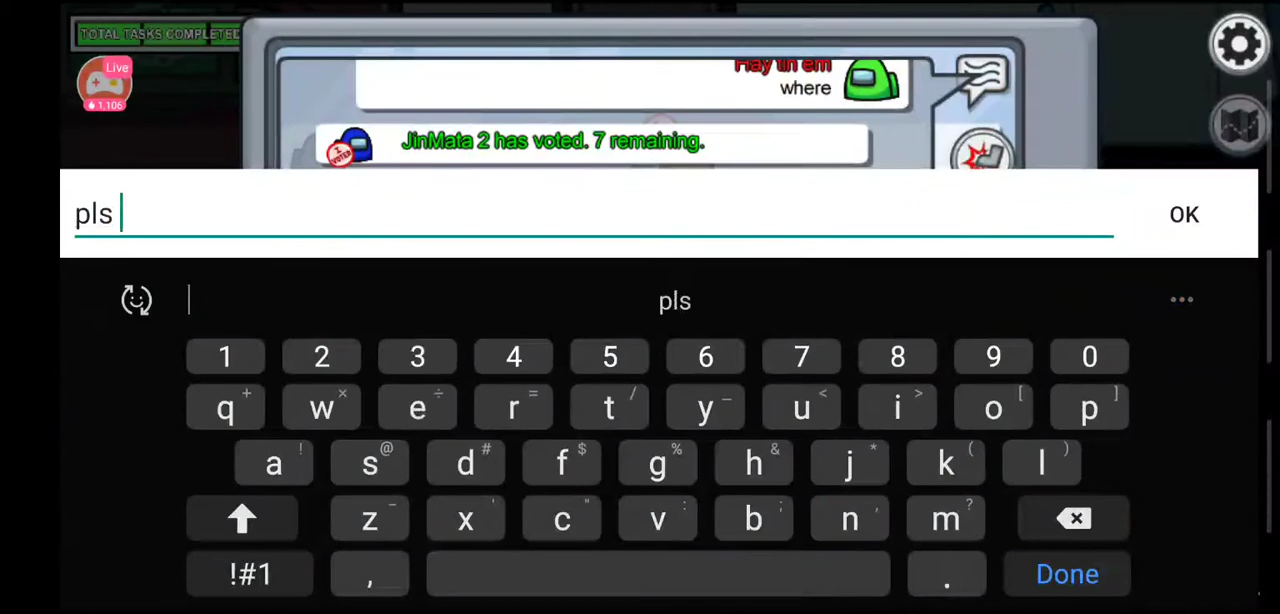 TOTAL TASKS COMPLETED
Live
1,106
Hay tin em
where
I VOTED
JinMata 2 has voted. 7 remaining.
pls
OK
pls
1 2 3 4 5 6 7 8 9 0
q + w × e ÷ r = t / y _ u < i > o [ p ]
a ! s @ d # f $ g % h & j * k ( l )
z - x ' c " v : b ; n , m ?
!#1 , . Done